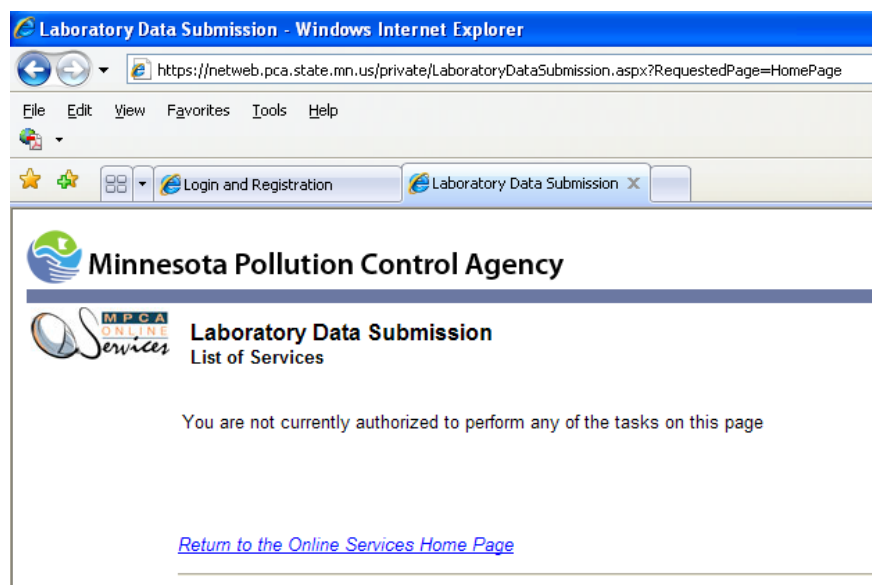 Laboratory Data Submission - Windows Internet Explorer
https://netweb.pca.state.mn.us/private/LaboratoryDataSubmission.aspx?RequestedPage=HomePage
File Edit View Favorites Tools Help
Login and Registration Laboratory Data Submission X
Minnesota Pollution Control Agency
MPCA
ONLINE
Services
Laboratory Data Submission
List of Services
You are not currently authorized to perform any of the tasks on this page
Return to the Online Services Home Page